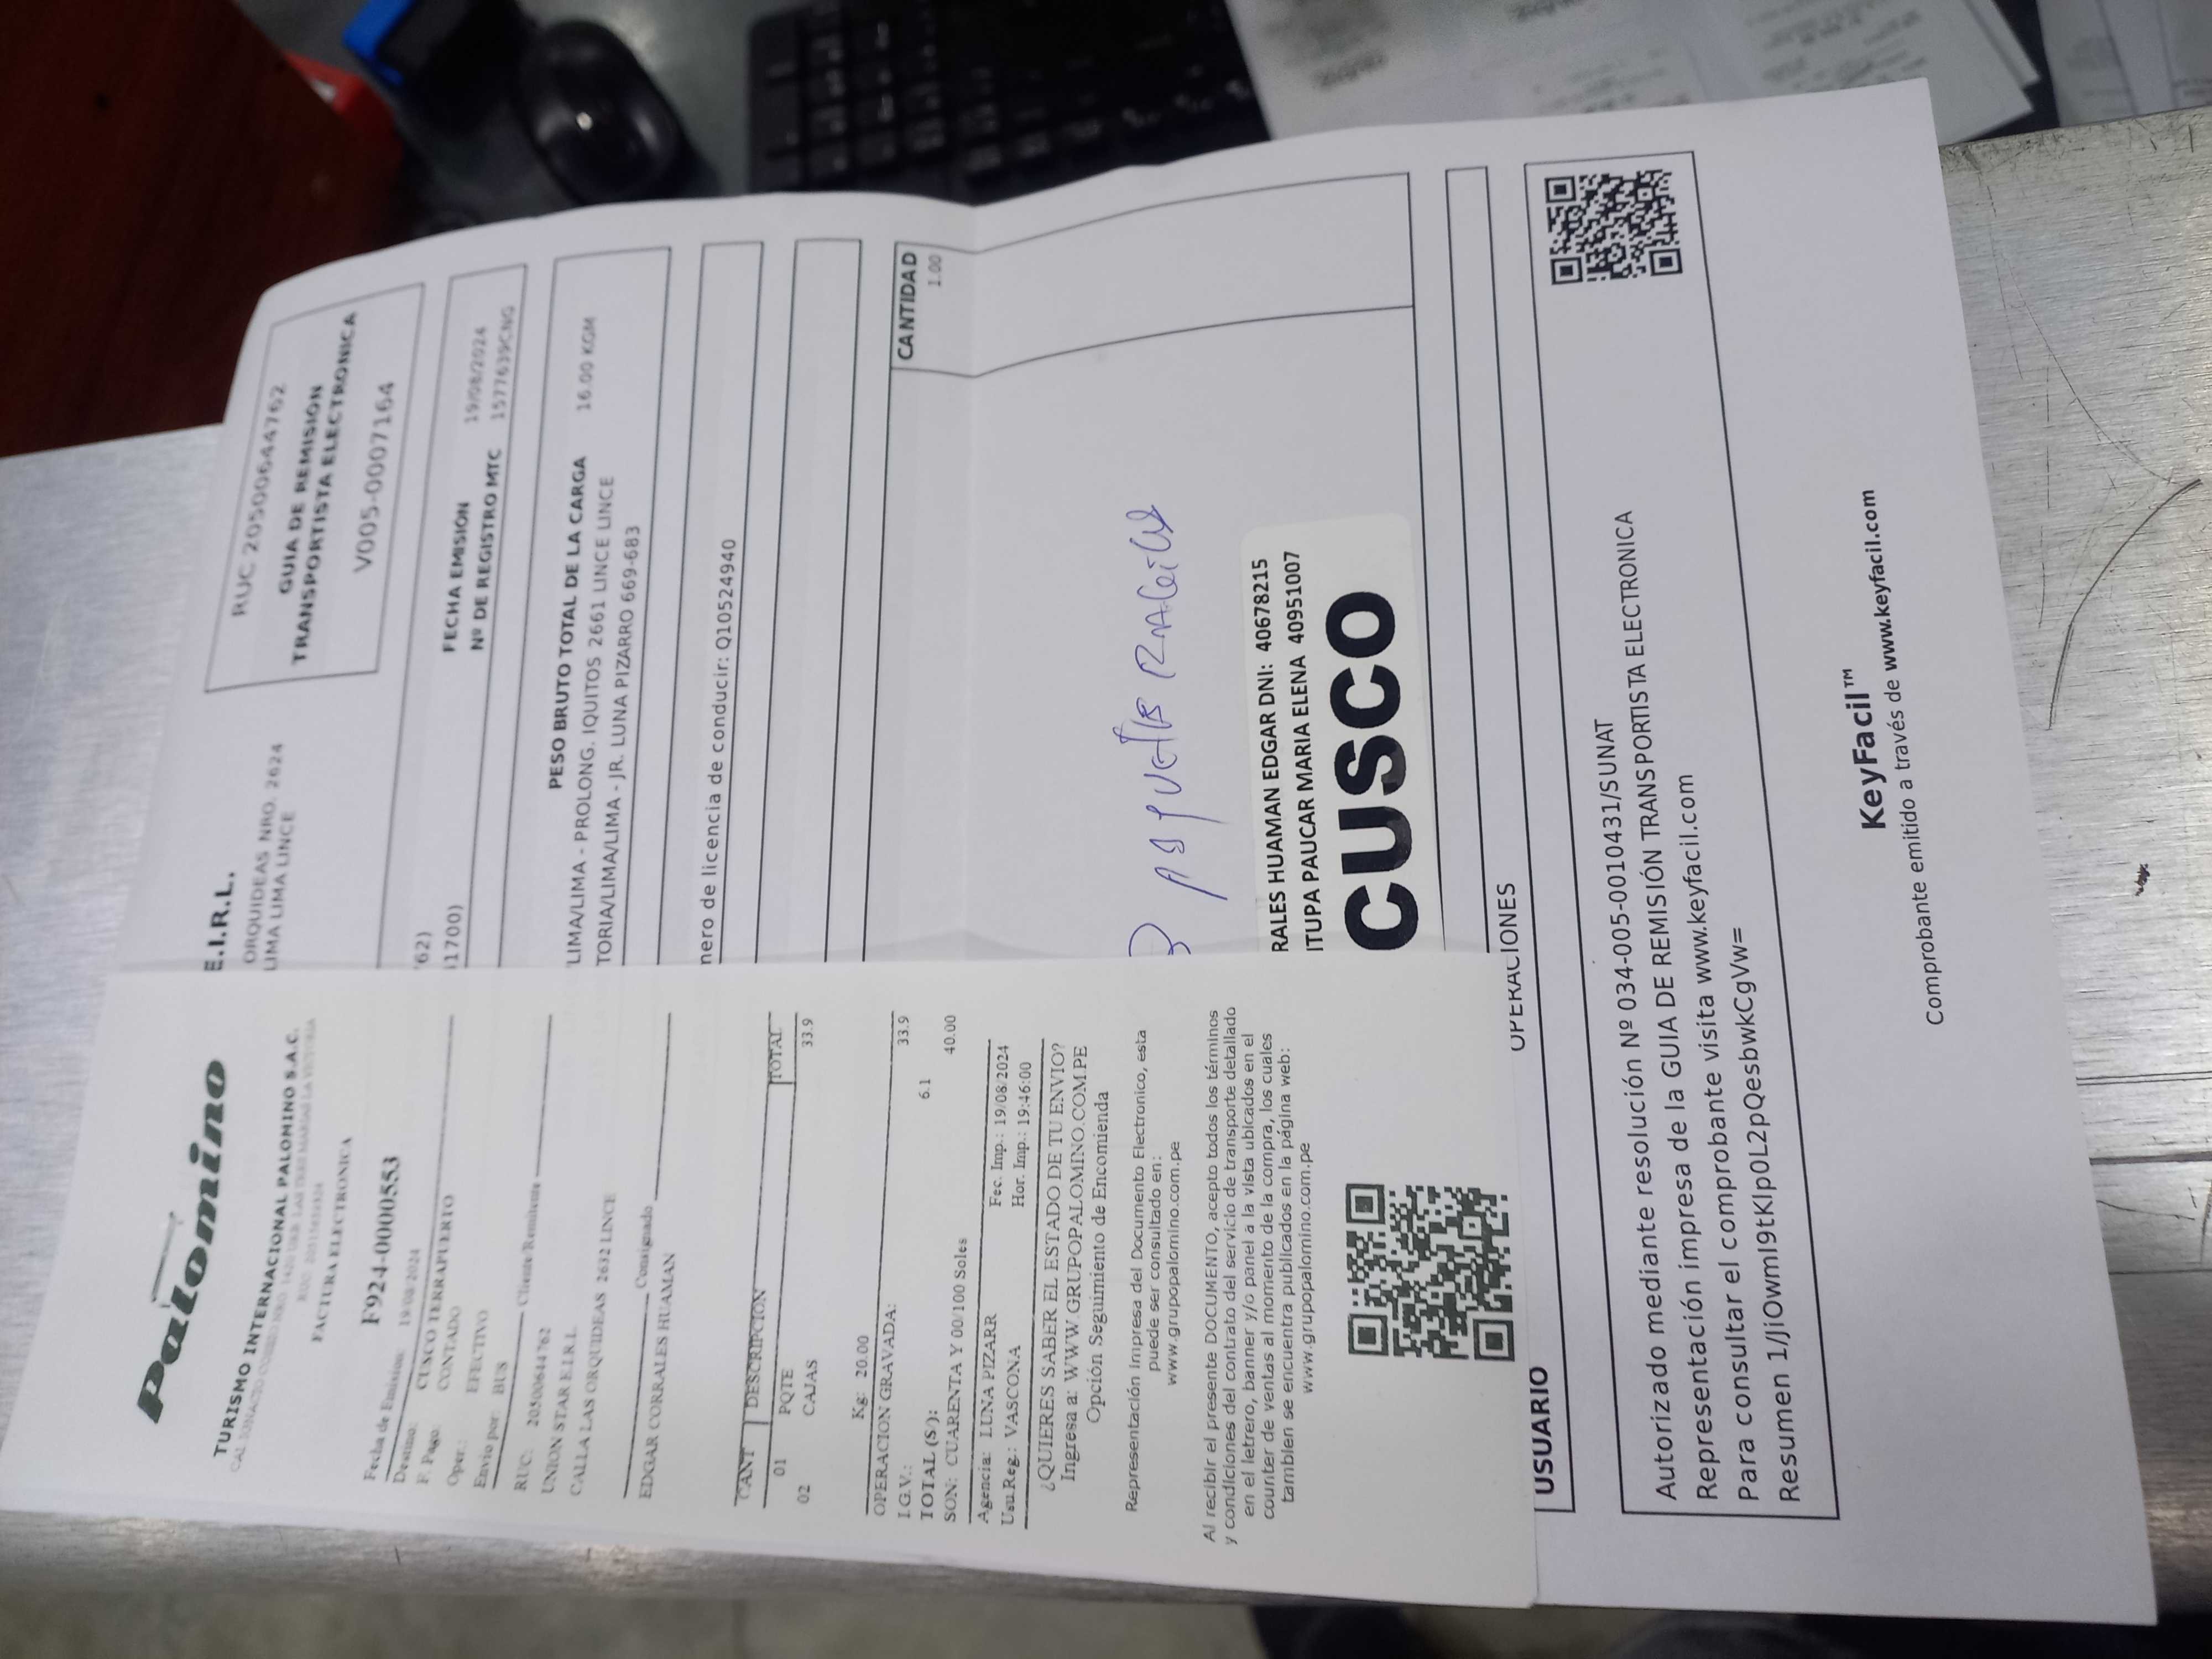 Palomino
TURISMO INTERNACIONAL PALOMINO S.A.C.
FACTURA ELECTRONICA
F924-0000553
Fecha de Emisión: 19/08/2024
Destino: CUSCO TERRAPUERTO
F. Pago: CONTADO
Oper.: EFECTIVO
Envio por: BUS
Cliente Remitente
RUC: 20500644762
UNION STAR E.I.R.L.
CALLA LAS ORQUIDEAS 2632 LINCE
Consignado
EDGAR CORRALES HUAMAN
CANT DESCRIPCION TOTAL
01 PQTE
02 CAJAS 33.9
Kg: 20.00
OPERACION GRAVADA: 33.9
I.G.V.: 6.1
TOTAL (S/): 40.00
SON: CUARENTA Y 00/100 Soles
Agencia: LUNA PIZARR Fec. Imp.: 19/08/2024
Usu.Reg.: VASCONA Hor. Imp.: 19:46:00
¿QUIERES SABER EL ESTADO DE TU ENVIO?
Ingresa a: WWW.GRUPOPALOMINO.COM.PE
Opción Seguimiento de Encomienda
Representación Impresa del Documento Electronico, esta
puede ser consultado en:
www.grupopalomino.com.pe
Al recibir el presente DOCUMENTO, acepto todos los términos
y condiciones del contrato del servicio de transporte detallado
en el letrero, banner y/o panel a la vista ubicados en el
counter de ventas al momento de la compra, los cuales
tambien se encuentra publicados en la página web:
www.grupopalomino.com.pe
E.I.R.L.
ORQUIDEAS NRO. 2624
LIMA LIMA LINCE
RUC 20500644762
GUIA DE REMISION
TRANSPORTISTA ELECTRONICA
V005-00007164
62)
1700)
FECHA EMISION 19/08/2024
Nº DE REGISTRO MTC 1577639CNG
PESO BRUTO TOTAL DE LA CARGA 16.00 KGM
LIMA/LIMA - PROLONG. IQUITOS 2661 LINCE LINCE
TORIA/LIMA/LIMA - JR. LUNA PIZARRO 669-683
nero de licencia de conducir: Q10524940
CANTIDAD
1.00
RALES HUAMAN EDGAR DNI: 40678215
ITUPA PAUCAR MARIA ELENA 40951007
CUSCO
OPERACIONES
USUARIO
Autorizado mediante resolución Nº 034-005-0010431/SUNAT
Representación impresa de la GUIA DE REMISIÓN TRANSPORTISTA ELECTRONICA
Para consultar el comprobante visita www.keyfacil.com
Resumen 1/JiOwmI9tKIp0L2pQesbwkCgVw=
KeyFacil™
Comprobante emitido a través de www.keyfacil.com